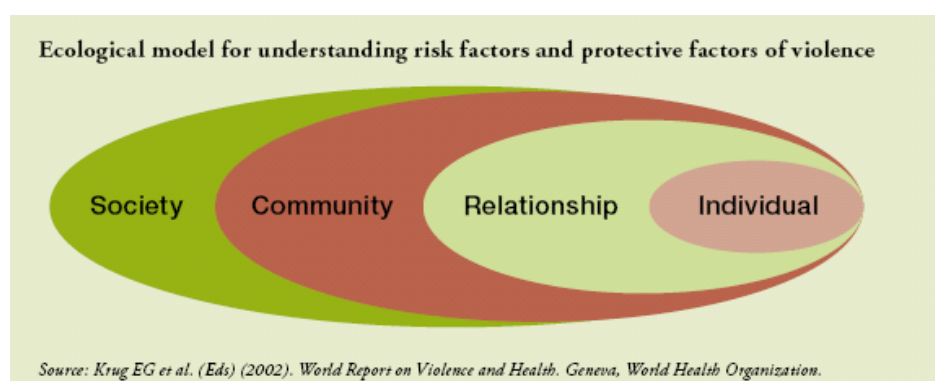 Ecological model for understanding risk factors and protective factors of violence
Society
Community
Relationship
Individual
Source: Krug EG et al. (Eds) (2002). World Report on Violence and Health. Geneva, World Health Organization.